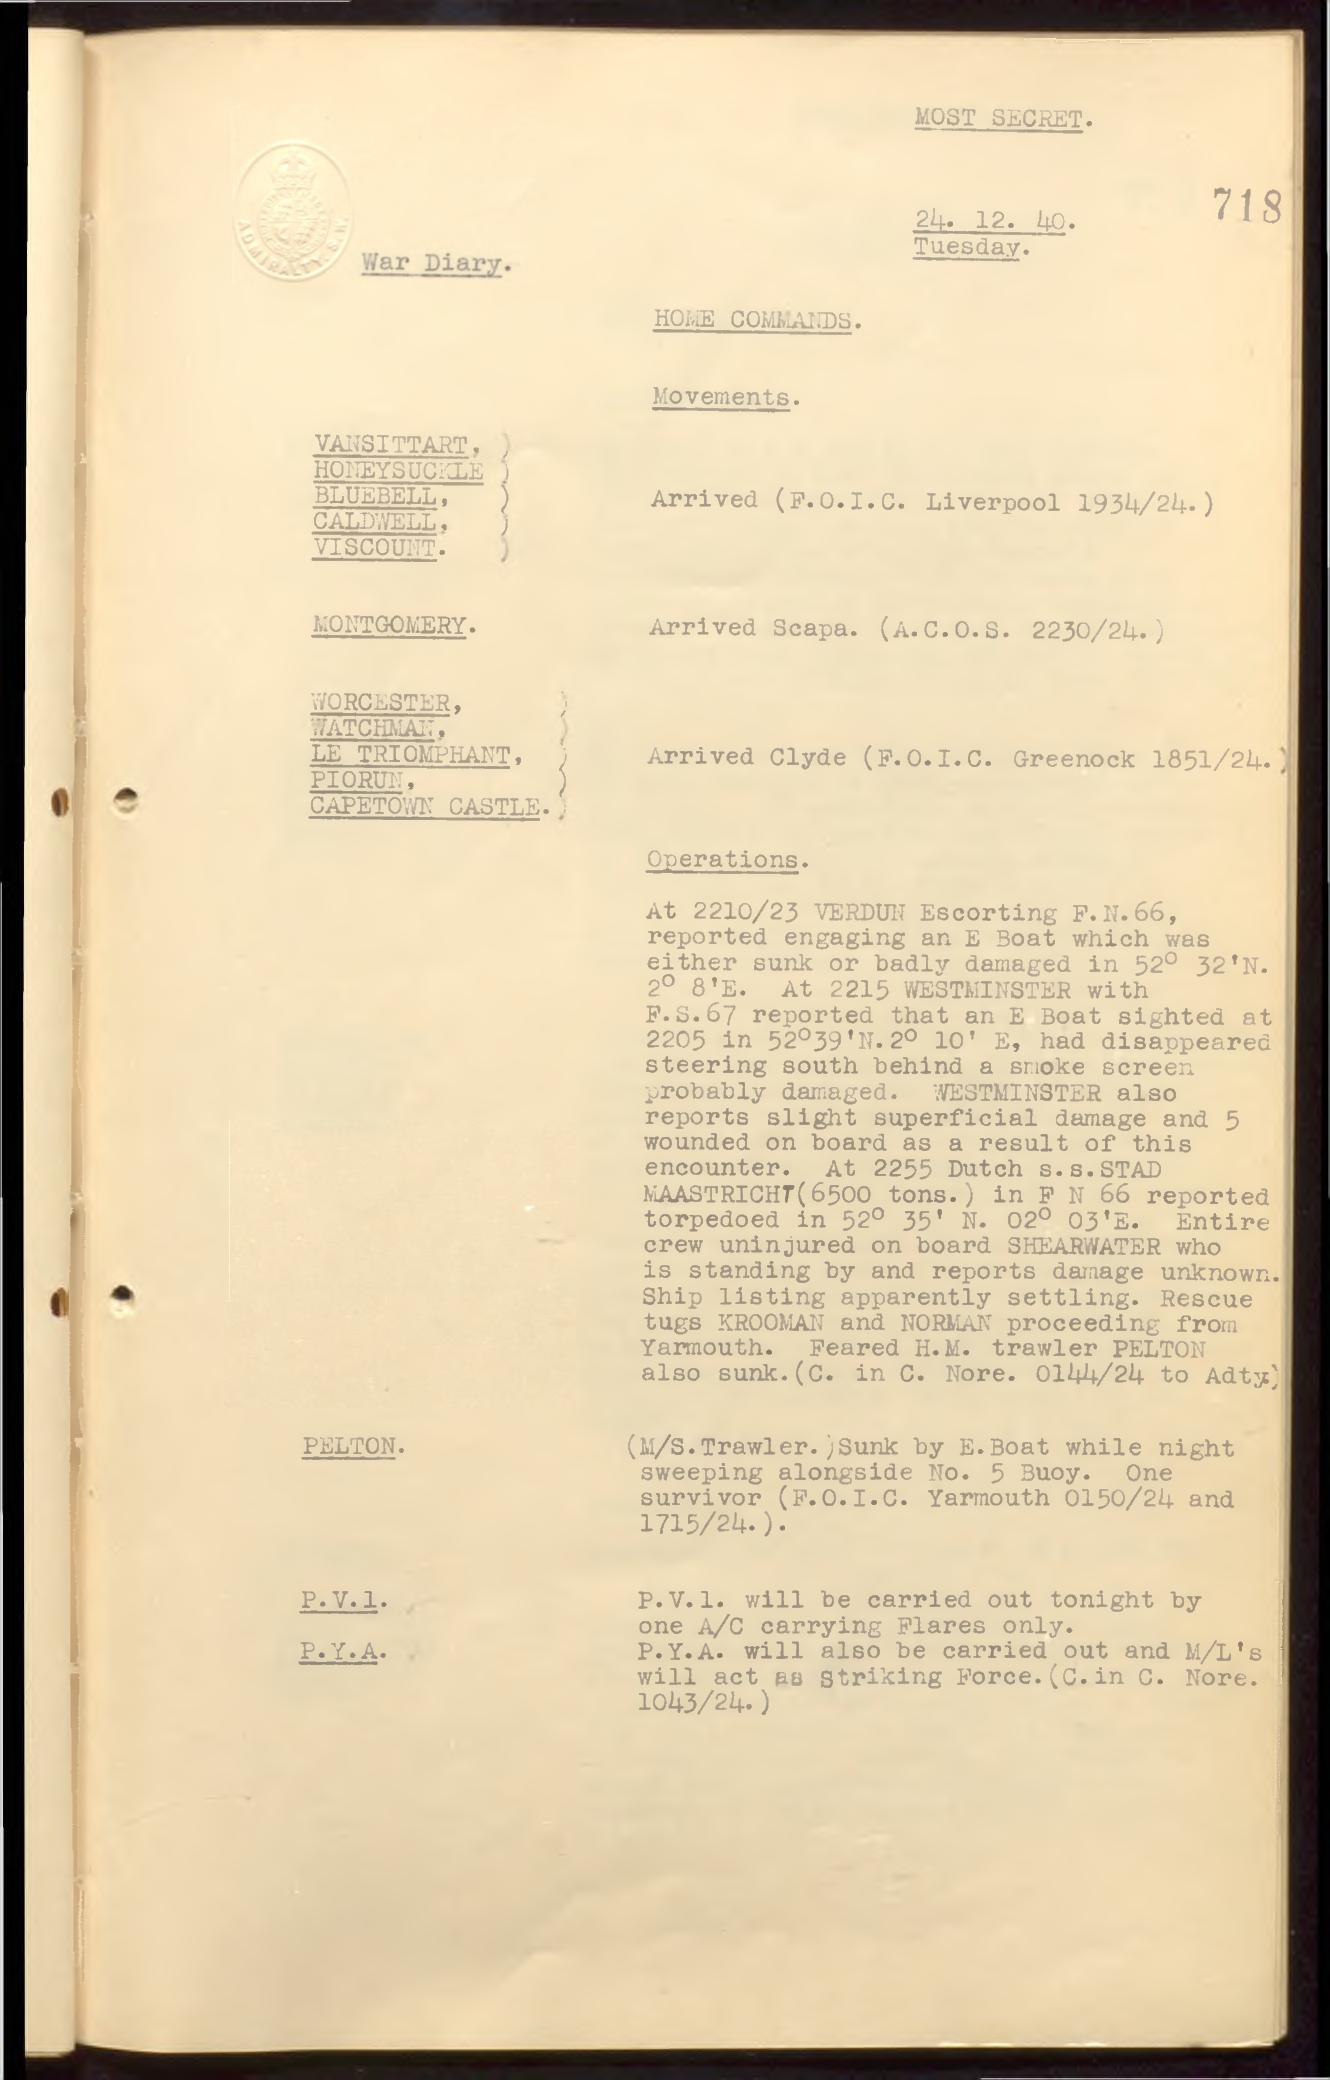 MOST SECRET.
718
24. 12. 40.
Tuesday.
ADMIRALTY. S.W.
War Diary.
HOME COMMANDS.
Movements.
VANSITTART, )
HONEYSUCKLE )
BLUEBELL, ) Arrived (F.O.I.C. Liverpool 1934/24.)
CALDWELL, )
VISCOUNT. )
MONTGOMERY. Arrived Scapa. (A.C.O.S. 2230/24.)
WORCESTER, )
WATCHMAN, )
LE TRIOMPHANT, ) Arrived Clyde (F.O.I.C. Greenock 1851/24.)
PIORUN, )
CAPETOWN CASTLE. )
Operations.
At 2210/23 VERDUN Escorting F.N.66,
reported engaging an E Boat which was
either sunk or badly damaged in 52° 32'N.
2° 8'E. At 2215 WESTMINSTER with
F.S.67 reported that an E Boat sighted at
2205 in 52°39'N.2° 10' E, had disappeared
steering south behind a smoke screen
probably damaged. WESTMINSTER also
reports slight superficial damage and 5
wounded on board as a result of this
encounter. At 2255 Dutch s.s.STAD
MAASTRICHT(6500 tons.) in F N 66 reported
torpedoed in 52° 35' N. 02° 03'E. Entire
crew uninjured on board SHEARWATER who
is standing by and reports damage unknown.
Ship listing apparently settling. Rescue
tugs KROOMAN and NORMAN proceeding from
Yarmouth. Feared H.M. trawler PELTON
also sunk.(C. in C. Nore. 0144/24 to Adty.)
PELTON. (M/S.Trawler.)Sunk by E.Boat while night
sweeping alongside No. 5 Buoy. One
survivor (F.O.I.C. Yarmouth 0150/24 and
1715/24.).
P.V.1. P.V.1. will be carried out tonight by
one A/C carrying Flares only.
P.Y.A. P.Y.A. will also be carried out and M/L's
will act as Striking Force.(C.in C. Nore.
1043/24.)